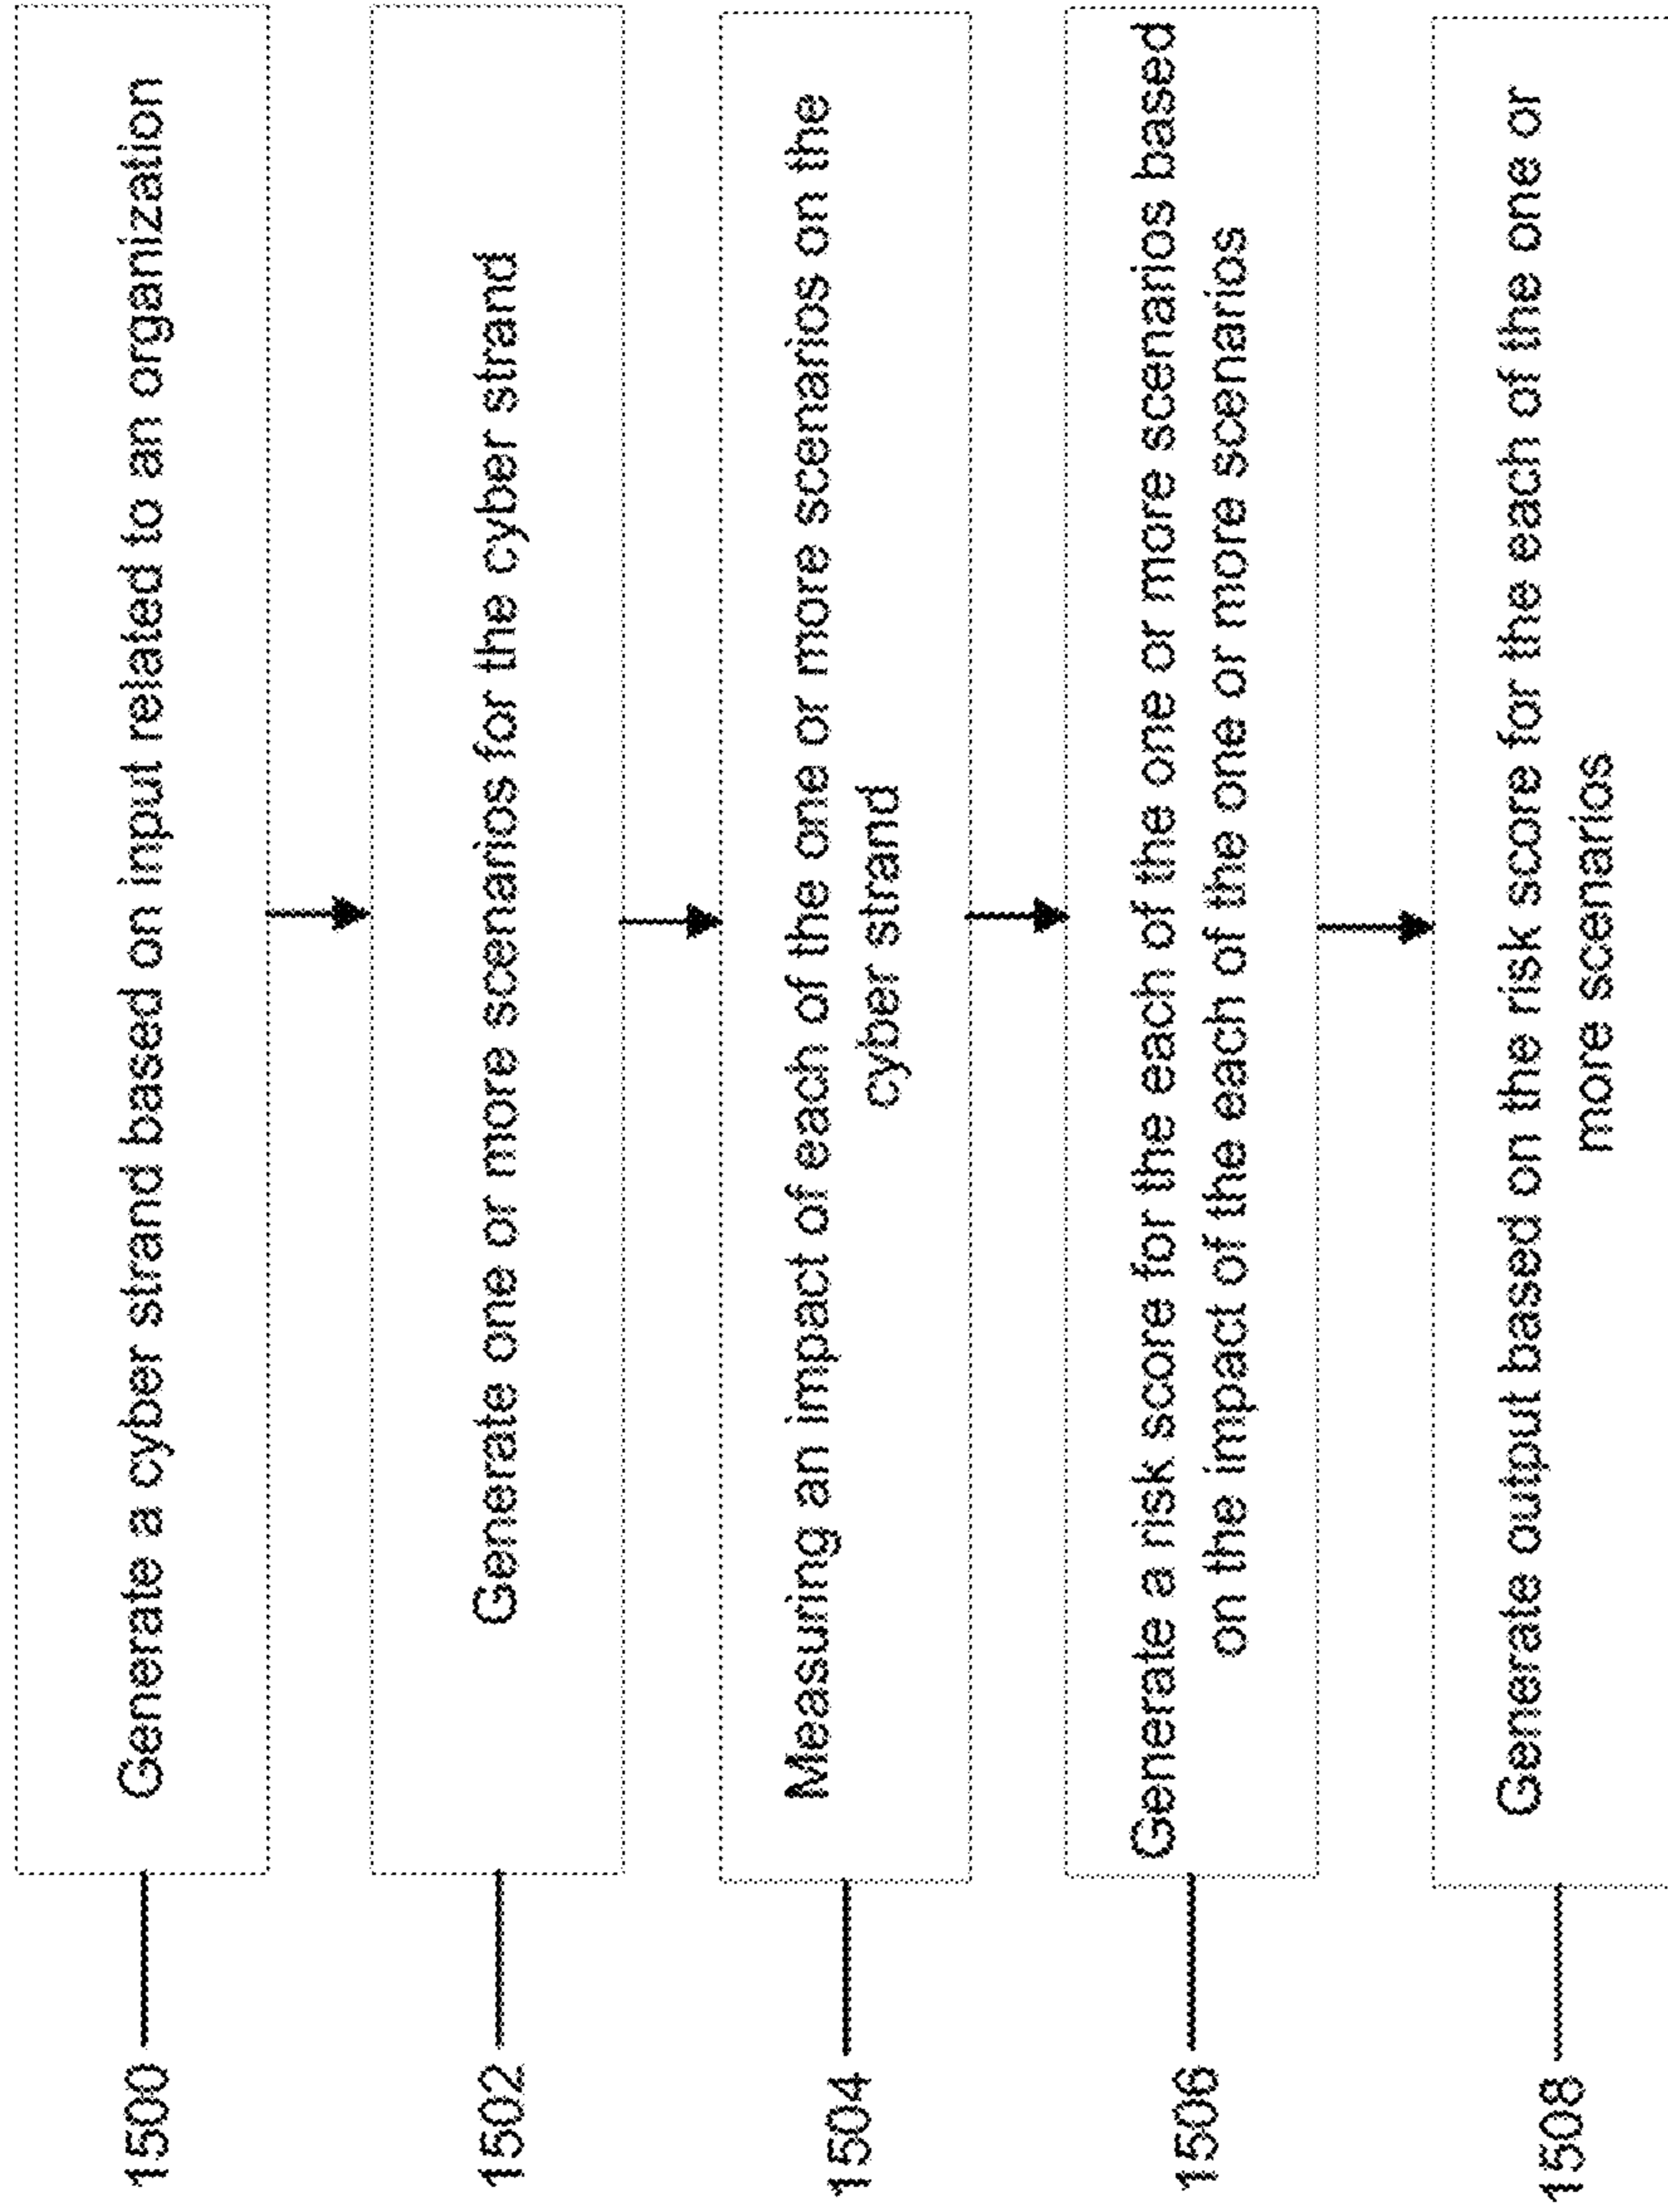 1500
Generate a cyber strand based on input related to an organization
1502
Generate one or more scenarios for the cyber strand
1504
Measuring an impact of each of the one or more scenarios on the
cyber strand
1506
Generate a risk score for the each of the one or more scenarios based
on the impact of the each of the one or more scenarios
1508
Generate output based on the risk score for the each of the one or
more scenarios